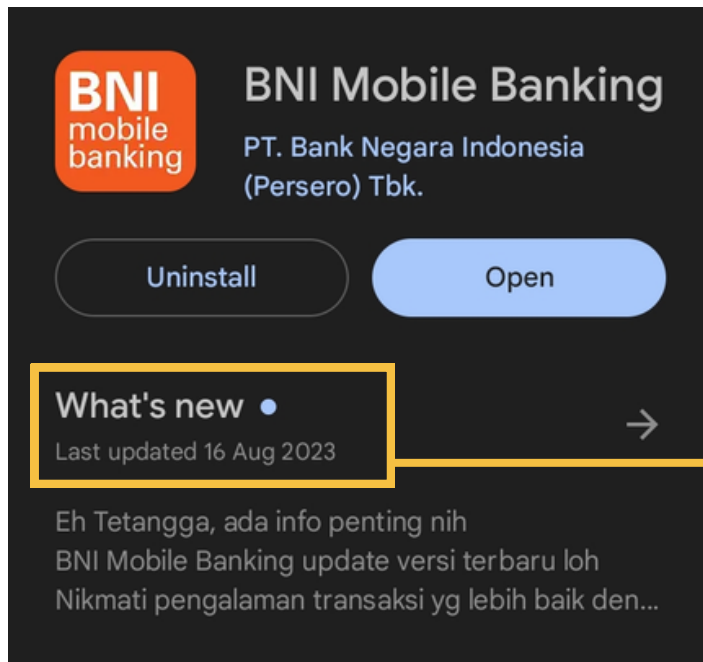 BNI
mobile
banking
BNI Mobile Banking
PT. Bank Negara Indonesia
(Persero) Tbk.
Uninstall
Open
What's new
Last updated 16 Aug 2023
Eh Tetangga, ada info penting nih
BNI Mobile Banking update versi terbaru loh
Nikmati pengalaman transaksi yg lebih baik den...